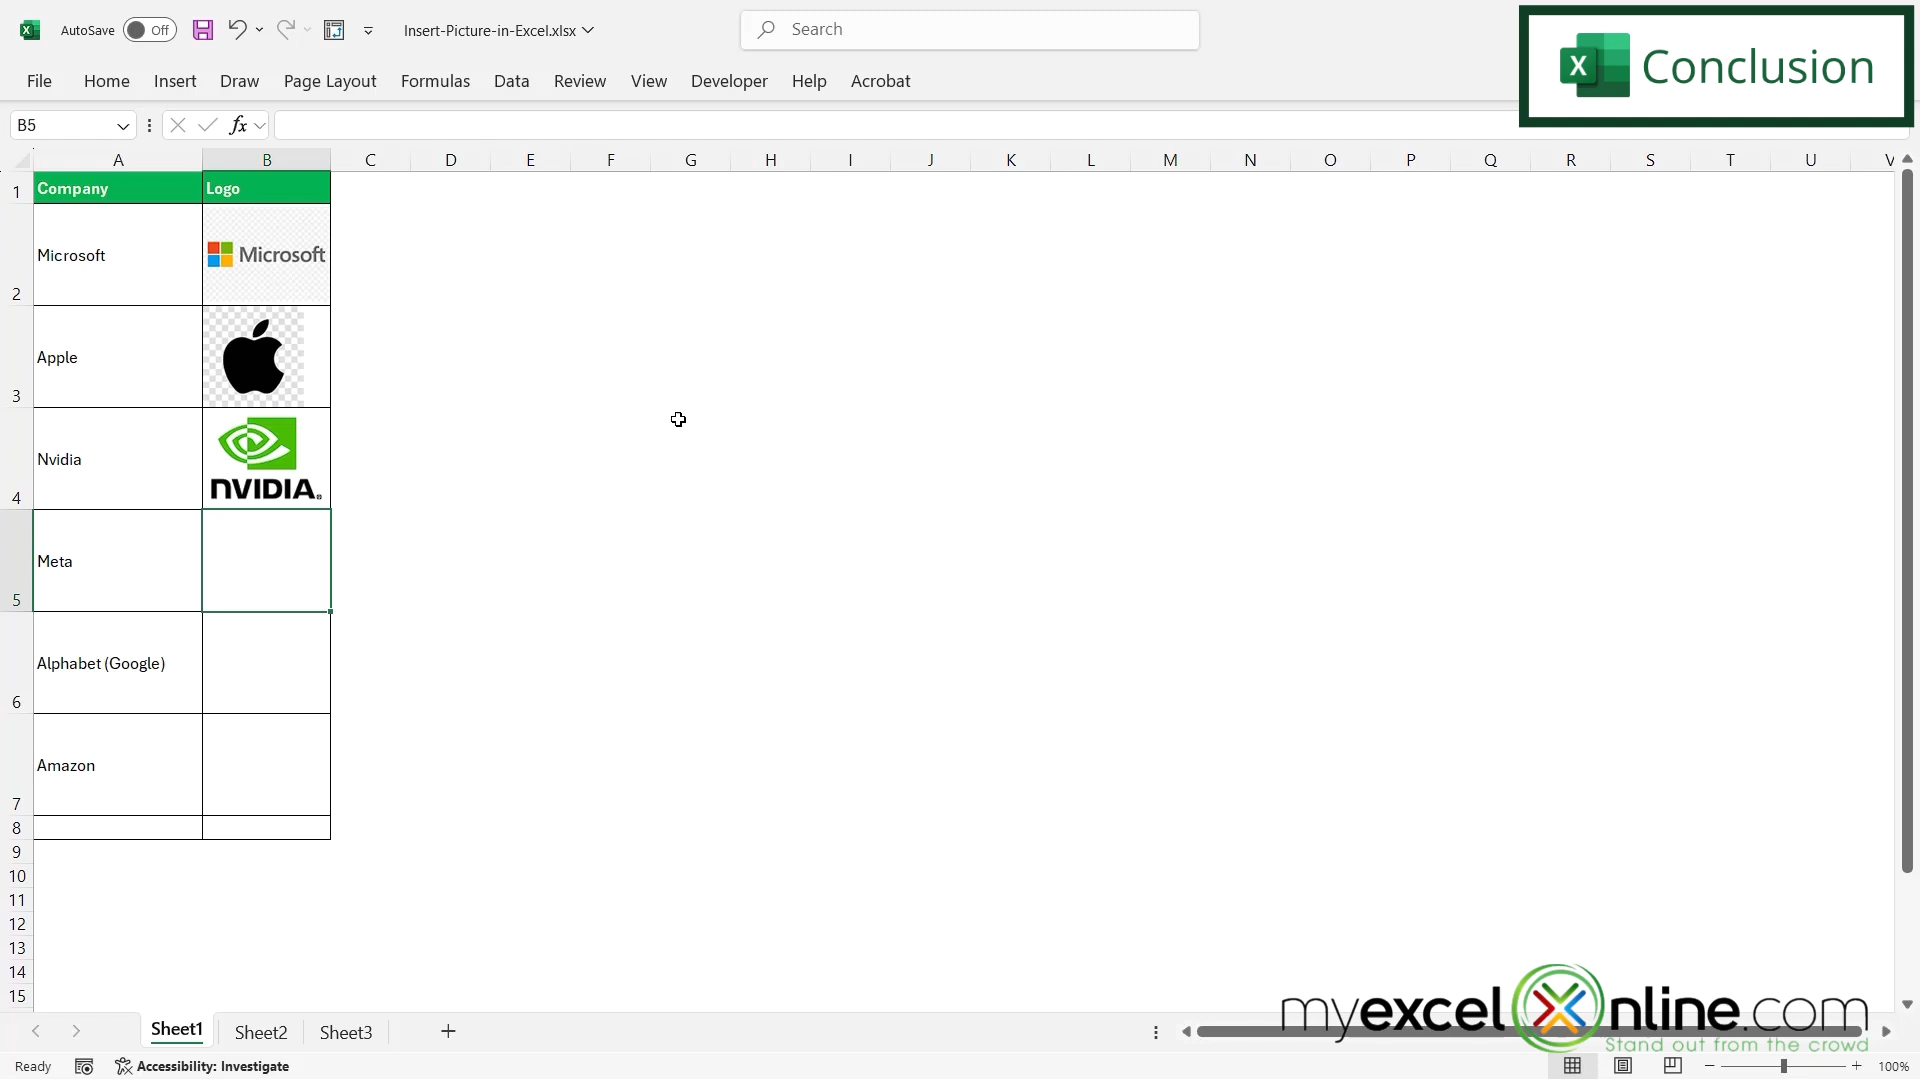 AutoSave Off Insert-Picture-in-Excel.xlsx Search
X Conclusion
File Home Insert Draw Page Layout Formulas Data Review View Developer Help Acrobat
B5 fx
A B C D E F G H I J K L M N O P Q R S T U V
1 Company Logo
2 Microsoft Microsoft
3 Apple
4 Nvidia NVIDIA.
5 Meta
6 Alphabet (Google)
7 Amazon
8
9
10
11
12
13
14
15
myexcelonline.com
Stand out from the crowd
Sheet1 Sheet2 Sheet3
Ready Accessibility: Investigate 100%